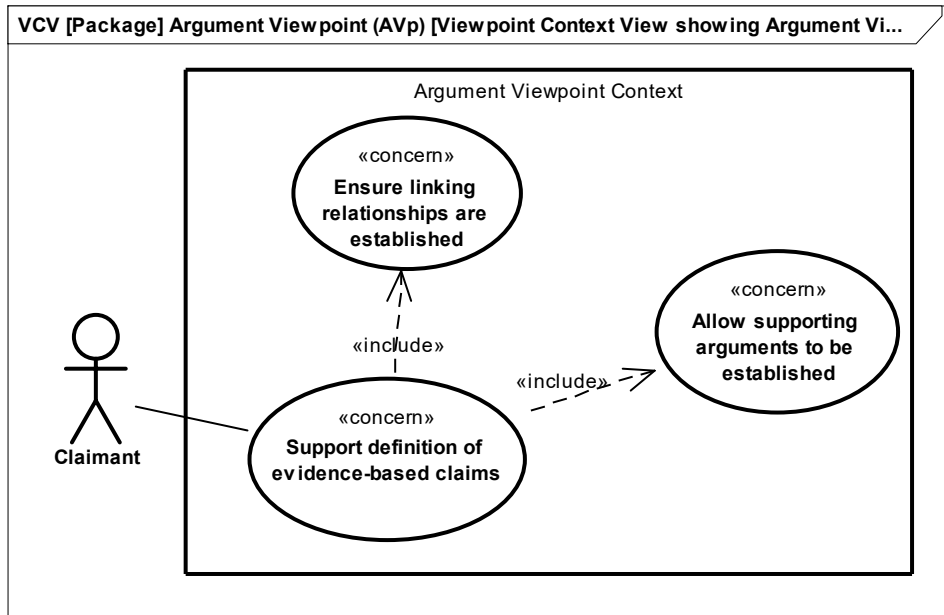 VCV [Package] Argument Viewpoint (AVp) [Viewpoint Context View showing Argument Vi...
Argument Viewpoint Context
«concern»
Ensure linking
relationships are
established
«concern»
Allow supporting
arguments to be
established
«include»
«include»
«concern»
Support definition of
evidence-based claims
Claimant